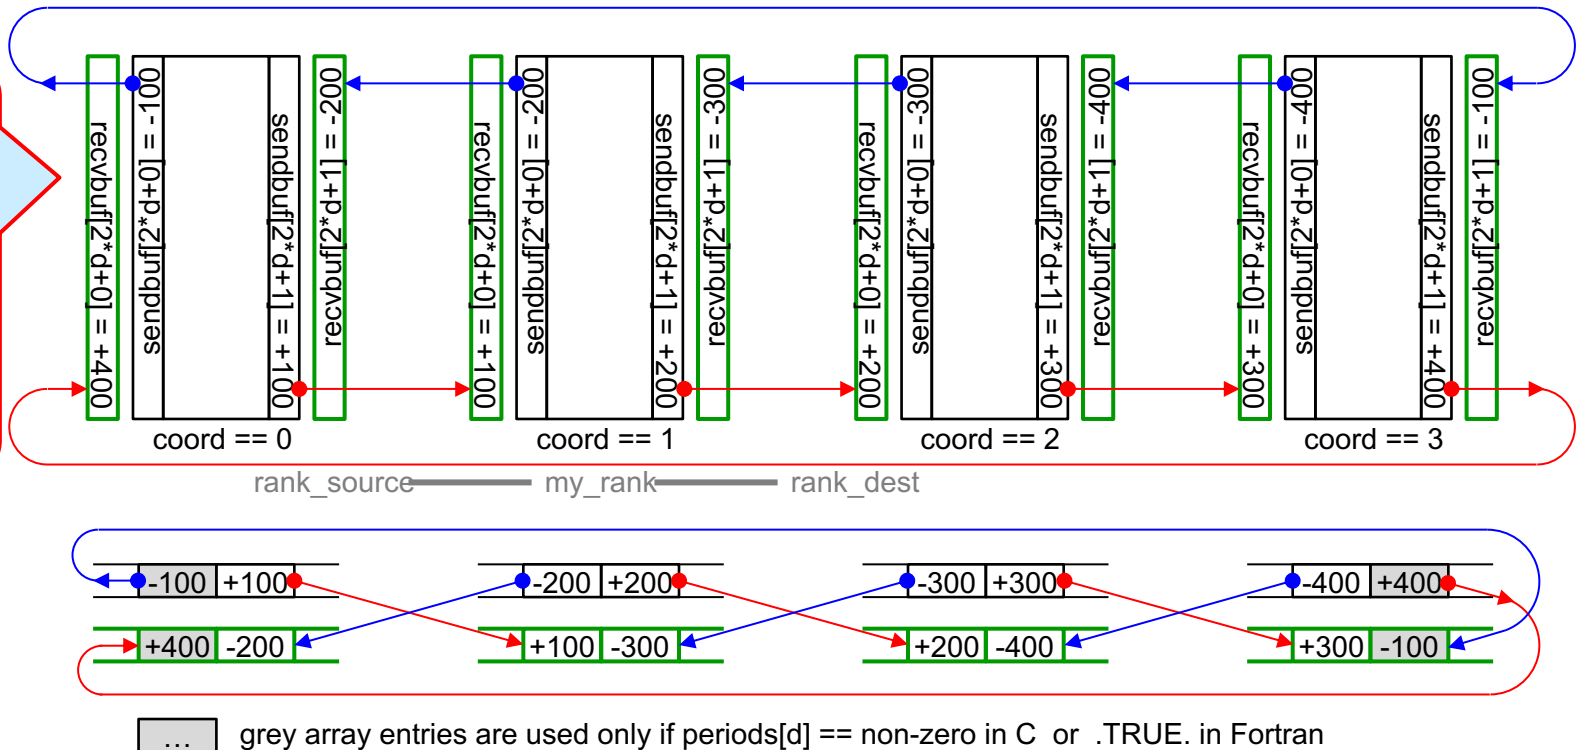 recvbuf[2*d+0] = +400
sendbuf[2*d+0] = -100
sendbuf[2*d+1] = +100
recvbuf[2*d+1] = -200
recvbuf[2*d+0] = +100
sendbuf[2*d+0] = -200
sendbuf[2*d+1] = +200
recvbuf[2*d+1] = -300
recvbuf[2*d+0] = +200
sendbuf[2*d+0] = -300
sendbuf[2*d+1] = +300
recvbuf[2*d+1] = -400
recvbuf[2*d+0] = +300
sendbuf[2*d+0] = -400
sendbuf[2*d+1] = +400
recvbuf[2*d+1] = -100
coord == 0 coord == 1 coord == 2 coord == 3
rank_source my_rank rank_dest
-100 +100 -200 +200 -300 +300 -400 +400
+400 -200 +100 -300 +200 -400 +300 -100
... grey array entries are used only if periods[d] == non-zero in C or .TRUE. in Fortran